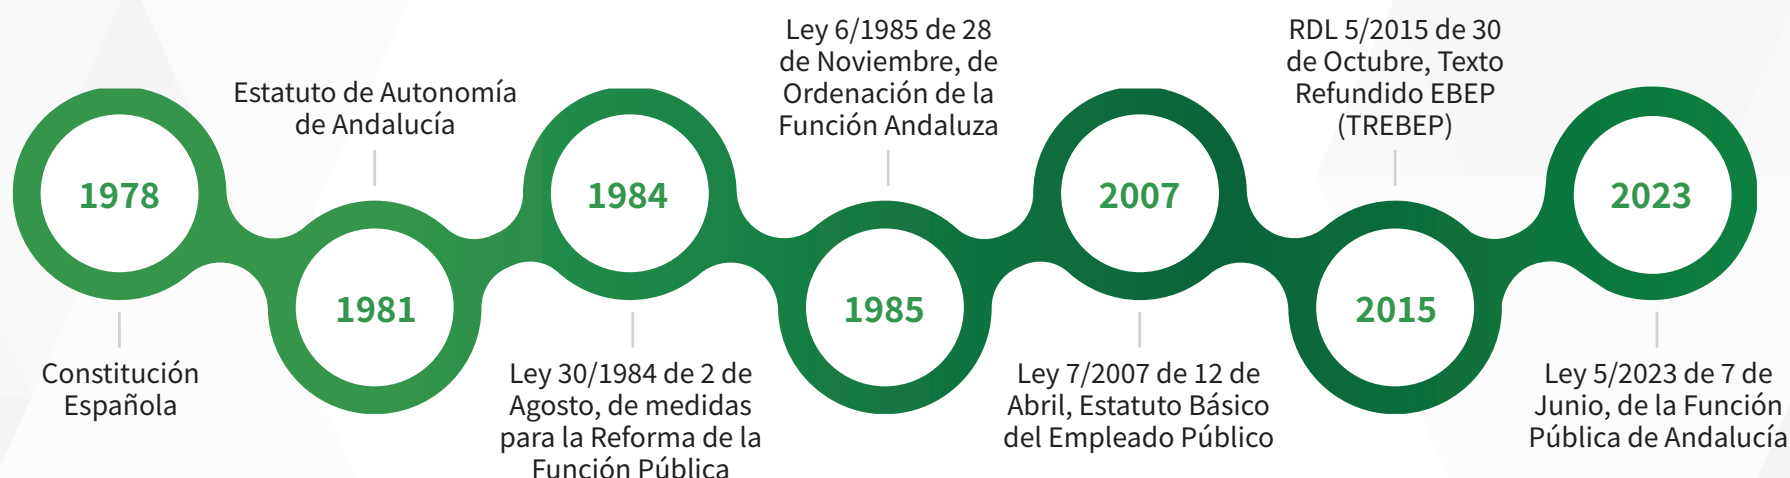 1978
Constitución
Española
Estatuto de Autonomía
de Andalucía
1981
1984
Ley 30/1984 de 2 de
Agosto, de medidas
para la Reforma de la
Función Pública
Ley 6/1985 de 28
de Noviembre, de
Ordenación de la
Función Andaluza
1985
2007
Ley 7/2007 de 12 de
Abril, Estatuto Básico
del Empleado Público
RDL 5/2015 de 30
de Octubre, Texto
Refundido EBEP
(TREBEP)
2015
2023
Ley 5/2023 de 7 de
Junio, de la Función
Pública de Andalucía